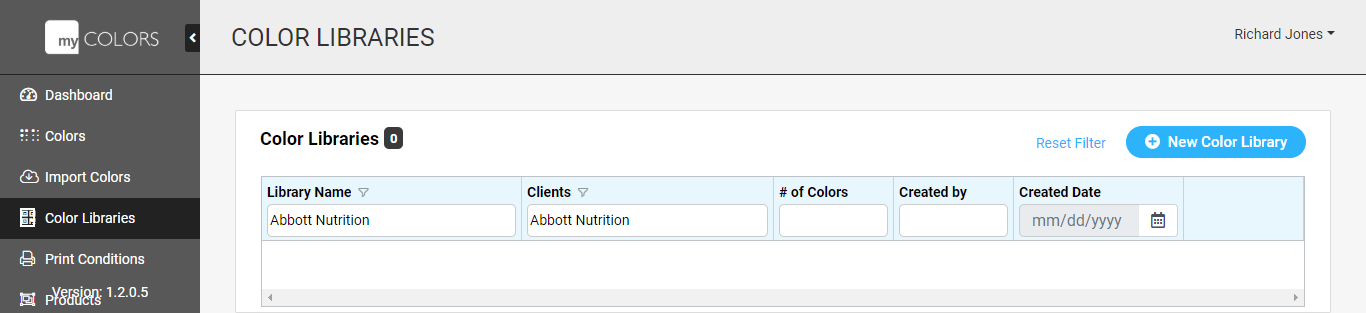 my COLORS
COLOR LIBRARIES
Richard Jones
Dashboard
Colors
Import Colors
Color Libraries
Print Conditions
Products
Version: 1.2.0.5
Color Libraries 0
Reset Filter
New Color Library
Library Name Clients # of Colors Created by Created Date
Abbott Nutrition Abbott Nutrition mm/dd/yyyy